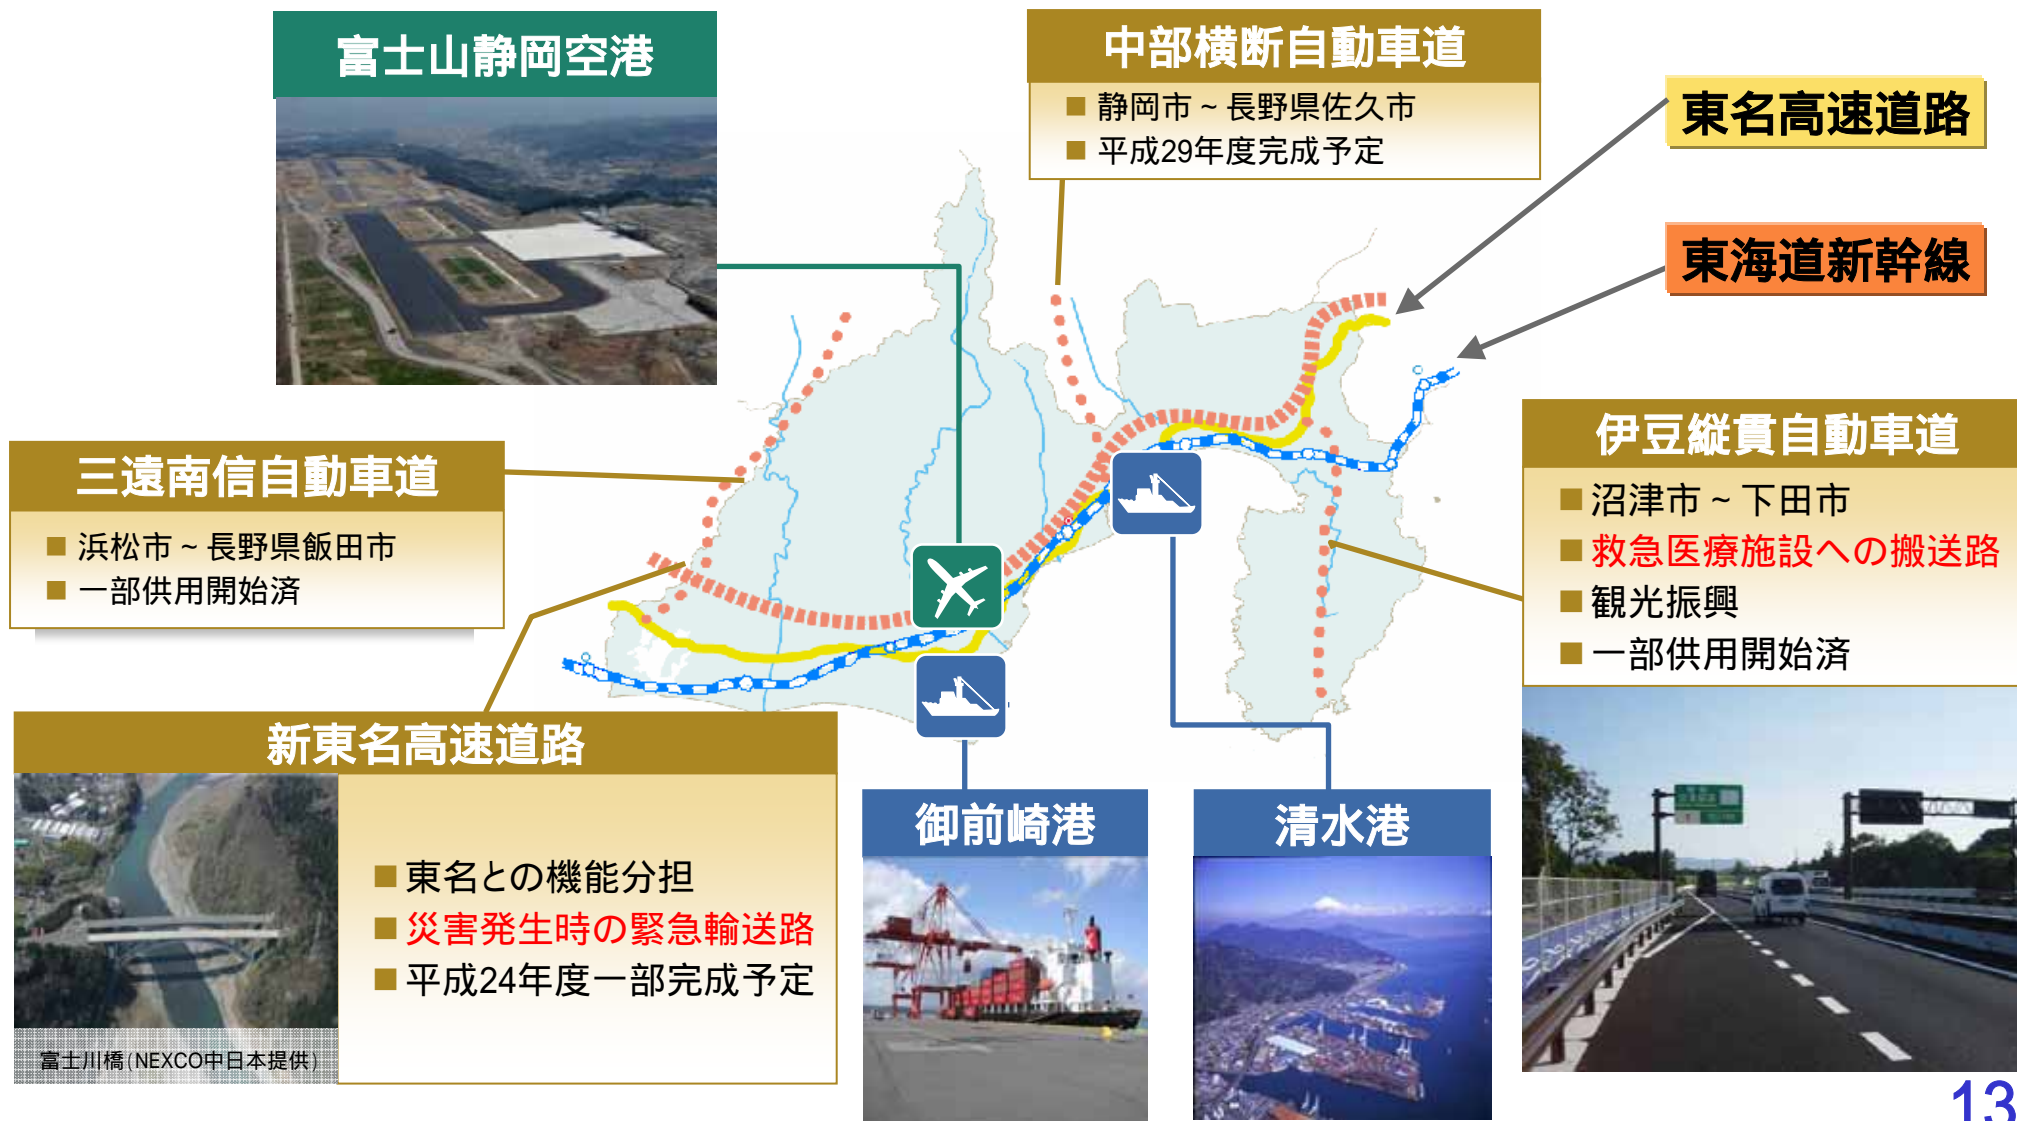 富士山静岡空港
中部横断自動車道
■ 静岡市 ~ 長野県佐久市
■ 平成29年度完成予定
東名高速道路
東海道新幹線
三遠南信自動車道
■ 浜松市 ~ 長野県飯田市
■ 一部供用開始済
伊豆縦貫自動車道
■ 沼津市 ~ 下田市
■ 救急医療施設への搬送路
■ 観光振興
■ 一部供用開始済
新東名高速道路
■ 東名との機能分担
■ 災害発生時の緊急輸送路
■ 平成24年度一部完成予定
富士川橋(NEXCO中日本提供)
御前崎港
清水港
13